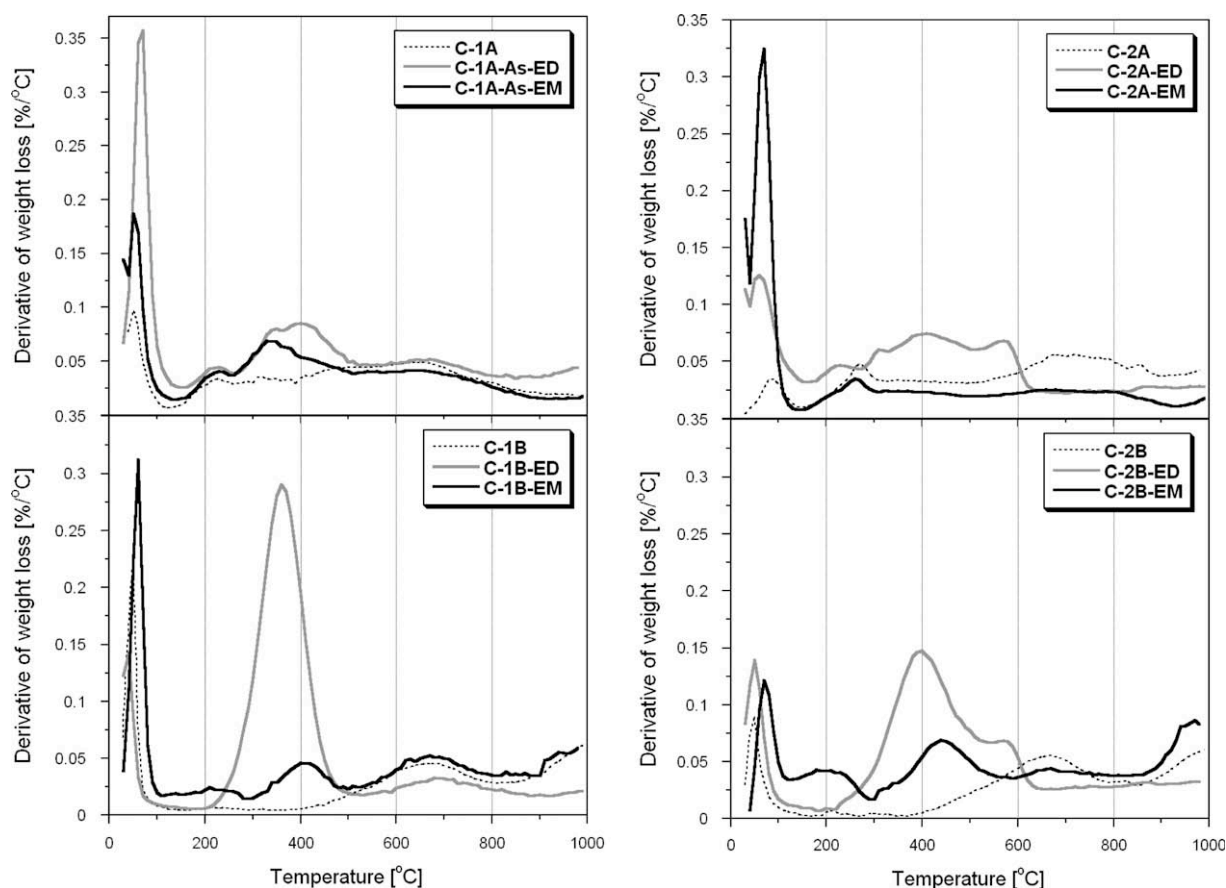 Derivative of weight loss [%/°C]
0.35
0.3
0.25
0.2
0.15
0.1
0.05
C-1A
C-1A-As-ED
C-1A-As-EM
Derivative of weight loss [%/°C]
0.35
0.3
0.25
0.2
0.15
0.1
0.05
0
C-1B
C-1B-ED
C-1B-EM
0 200 400 600 800 1000
Temperature [°C]
Derivative of weight loss [%/°C]
0.35
0.3
0.25
0.2
0.15
0.1
0.05
C-2A
C-2A-ED
C-2A-EM
Derivative of weight loss [%/°C]
0.35
0.3
0.25
0.2
0.15
0.1
0.05
0
C-2B
C-2B-ED
C-2B-EM
0 200 400 600 800 1000
Temperature [°C]